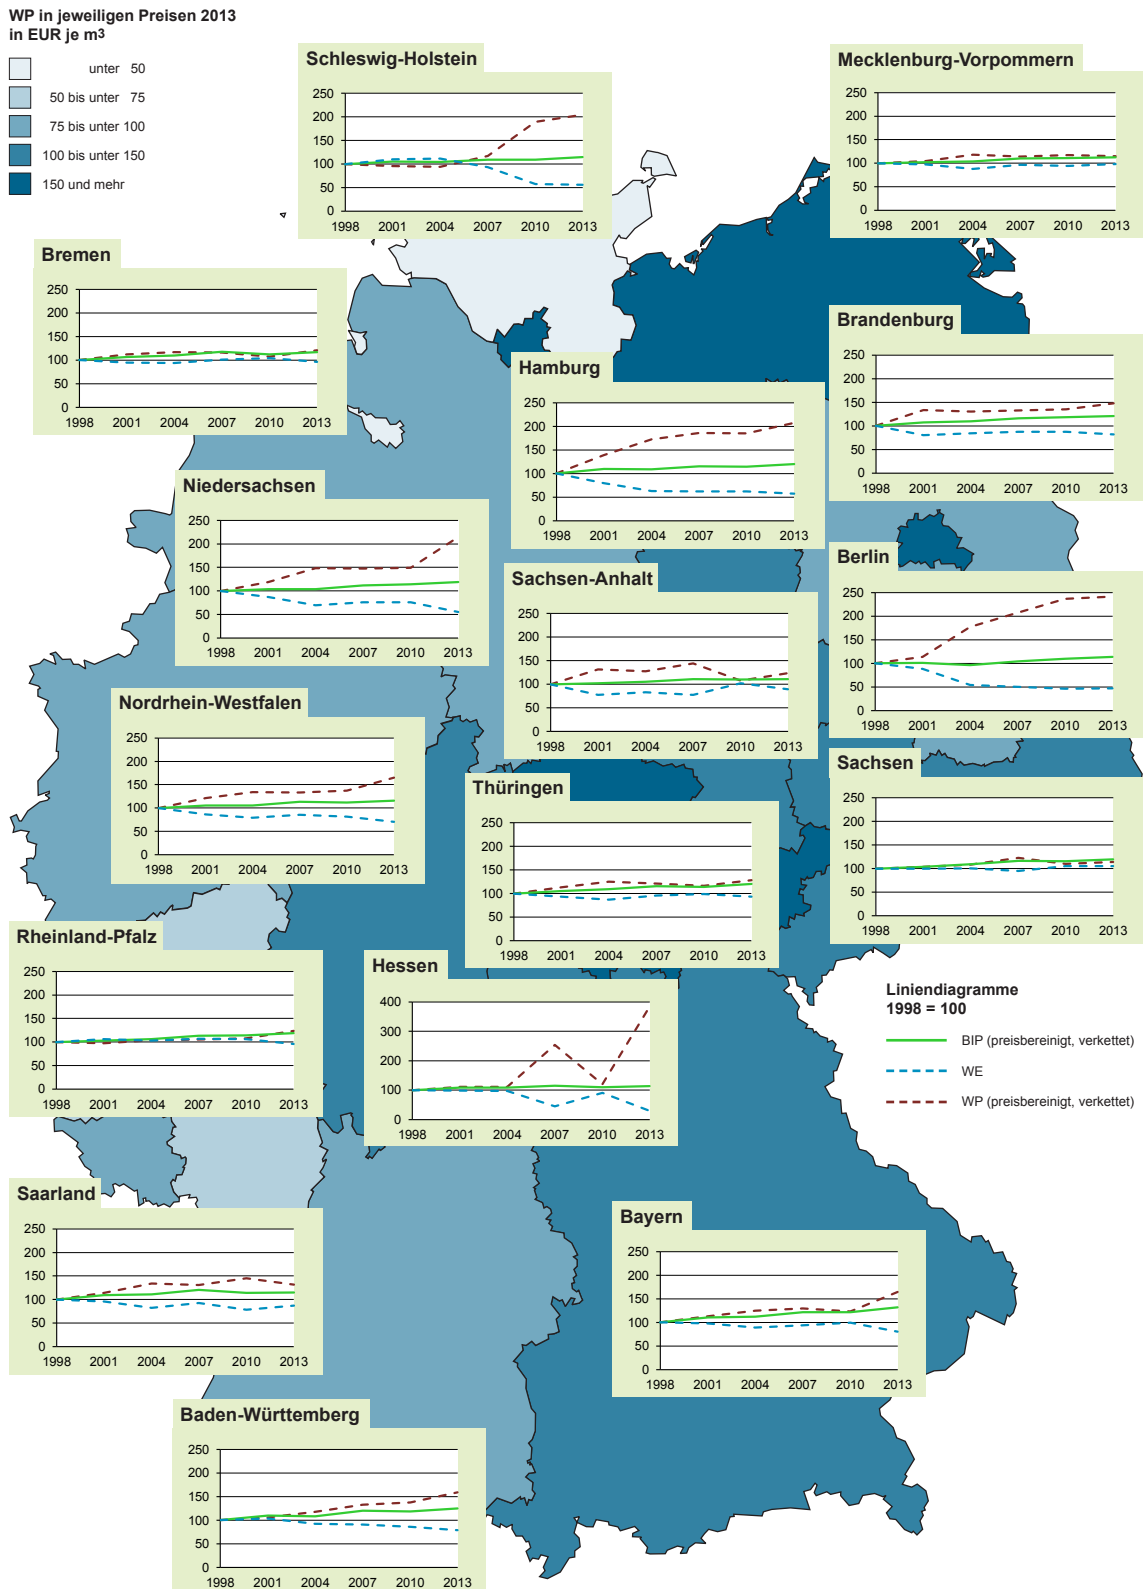 WP in jeweiligen Preisen 2013
in EUR je m³
unter 50
50 bis unter 75
75 bis unter 100
100 bis unter 150
150 und mehr
Schleswig-Holstein
250
200
150
100
50
0
1998 2001 2004 2007 2010 2013
Mecklenburg-Vorpommern
250
200
150
100
50
0
1998 2001 2004 2007 2010 2013
Bremen
250
200
150
100
50
0
1998 2001 2004 2007 2010 2013
Brandenburg
250
200
150
100
50
0
1998 2001 2004 2007 2010 2013
Hamburg
250
200
150
100
50
0
1998 2001 2004 2007 2010 2013
Niedersachsen
250
200
150
100
50
0
1998 2001 2004 2007 2010 2013
Berlin
250
200
150
100
50
0
1998 2001 2004 2007 2010 2013
Sachsen-Anhalt
250
200
150
100
50
0
1998 2001 2004 2007 2010 2013
Nordrhein-Westfalen
250
200
150
100
50
0
1998 2001 2004 2007 2010 2013
Sachsen
250
200
150
100
50
0
1998 2001 2004 2007 2010 2013
Thüringen
250
200
150
100
50
0
1998 2001 2004 2007 2010 2013
Rheinland-Pfalz
250
200
150
100
50
0
1998 2001 2004 2007 2010 2013
Hessen
400
300
200
100
0
1998 2001 2004 2007 2010 2013
Liniendiagramme
1998 = 100
BIP (preisbereinigt, verkettet)
WE
WP (preisbereinigt, verkettet)
Saarland
250
200
150
100
50
0
1998 2001 2004 2007 2010 2013
Bayern
250
200
150
100
50
0
1998 2001 2004 2007 2010 2013
Baden-Württemberg
250
200
150
100
50
0
1998 2001 2004 2007 2010 2013